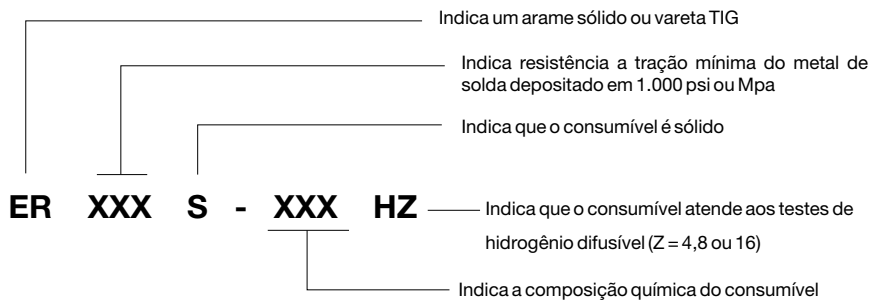 Indica um arame sólido ou vareta TIG
Indica resistência a tração mínima do metal de
solda depositado em 1.000 psi ou Mpa
Indica que o consumível é sólido
ER XXX S - XXX HZ
Indica que o consumível atende aos testes de
hidrogênio difusível (Z = 4,8 ou 16)
Indica a composição química do consumível